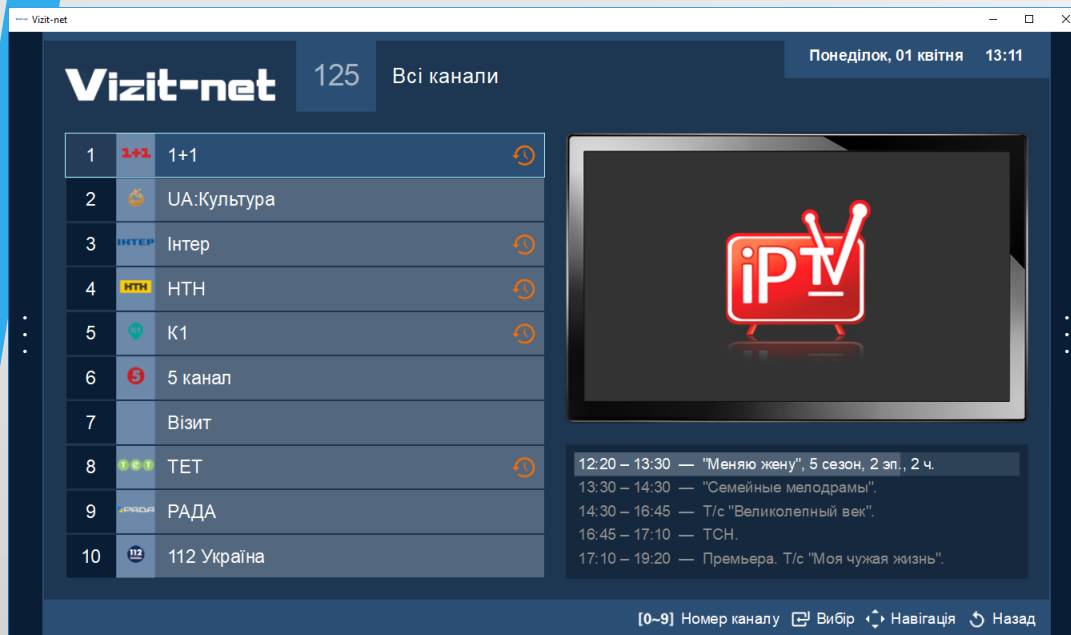 Vizit-net
Vizit-net
125
Всі канали
Понеділок, 01 квітня 13:11
1 1+1 1+1
2 UA:Культура
3 ІНТЕР Інтер
4 НТН НТН
5 К1
6 5 5 канал
7 Візит
8 ТЕТ ТЕТ
9 РАДА РАДА
10 112 112 Україна
iPTV
12:20 – 13:30 — "Меняю жену", 5 сезон, 2 эп., 2 ч.
13:30 – 14:30 — "Семейные мелодрамы".
14:30 – 16:45 — Т/с "Великолепный век".
16:45 – 17:10 — ТСН.
17:10 – 19:20 — Премьера. Т/с "Моя чужая жизнь".
[0~9] Номер каналу Вибір Навігація Назад